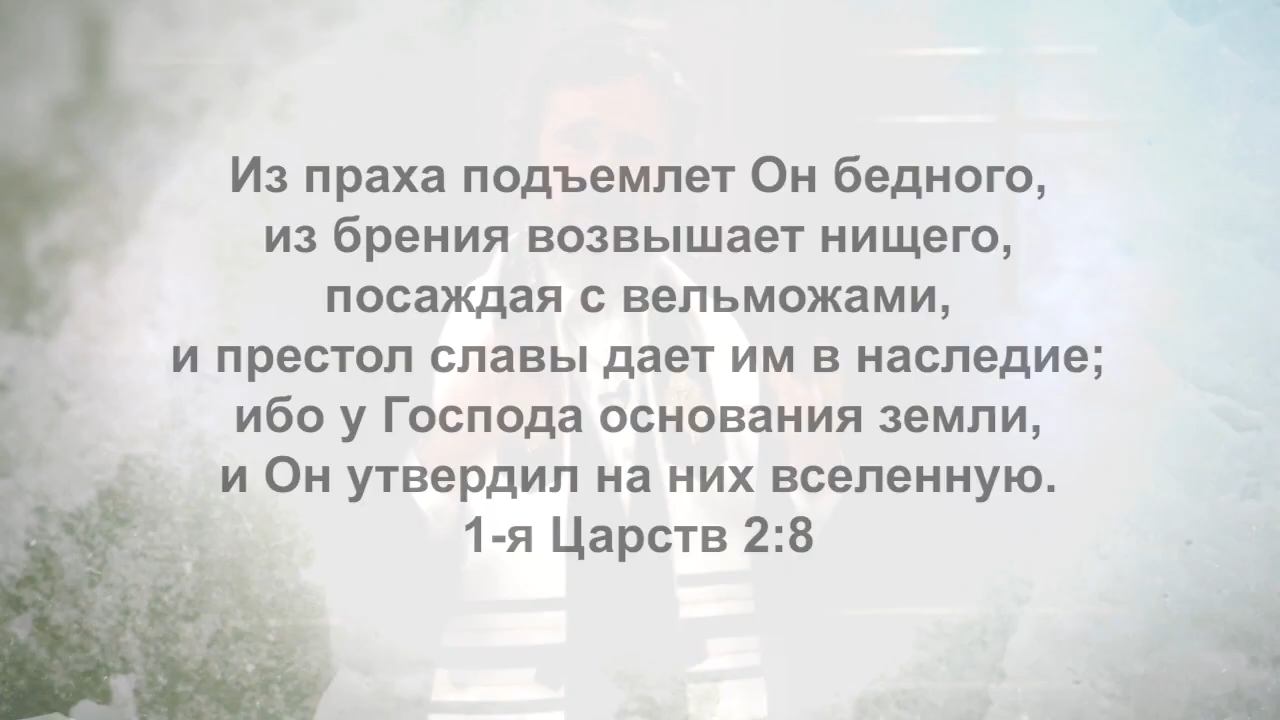 Из праха подъемлет Он бедного,
из брения возвышает нищего,
посаждая с вельможами,
и престол славы дает им в наследие;
ибо у Господа основания земли,
и Он утвердил на них вселенную.
1-я Царств 2:8